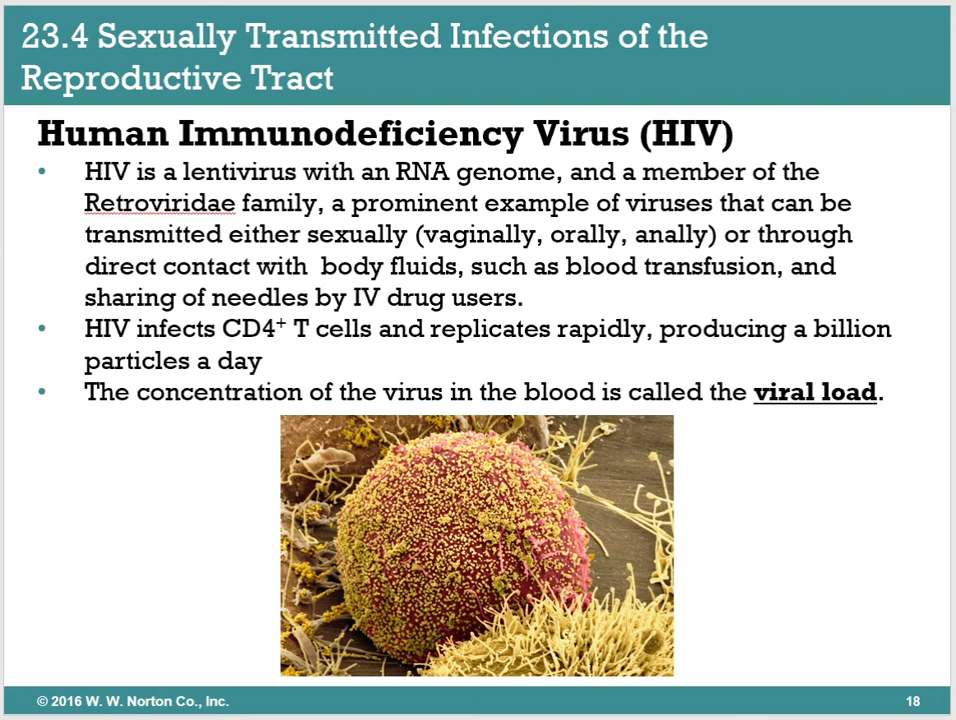 23.4 Sexually Transmitted Infections of the
Reproductive Tract
Human Immunodeficiency Virus (HIV)
• HIV is a lentivirus with an RNA genome, and a member of the
Retroviridae family, a prominent example of viruses that can be
transmitted either sexually (vaginally, orally, anally) or through
direct contact with  body fluids, such as blood transfusion, and
sharing of needles by IV drug users.
• HIV infects CD4⁺ T cells and replicates rapidly, producing a billion
particles a day
• The concentration of the virus in the blood is called the viral load.
© 2016 W. W. Norton Co., Inc.
18